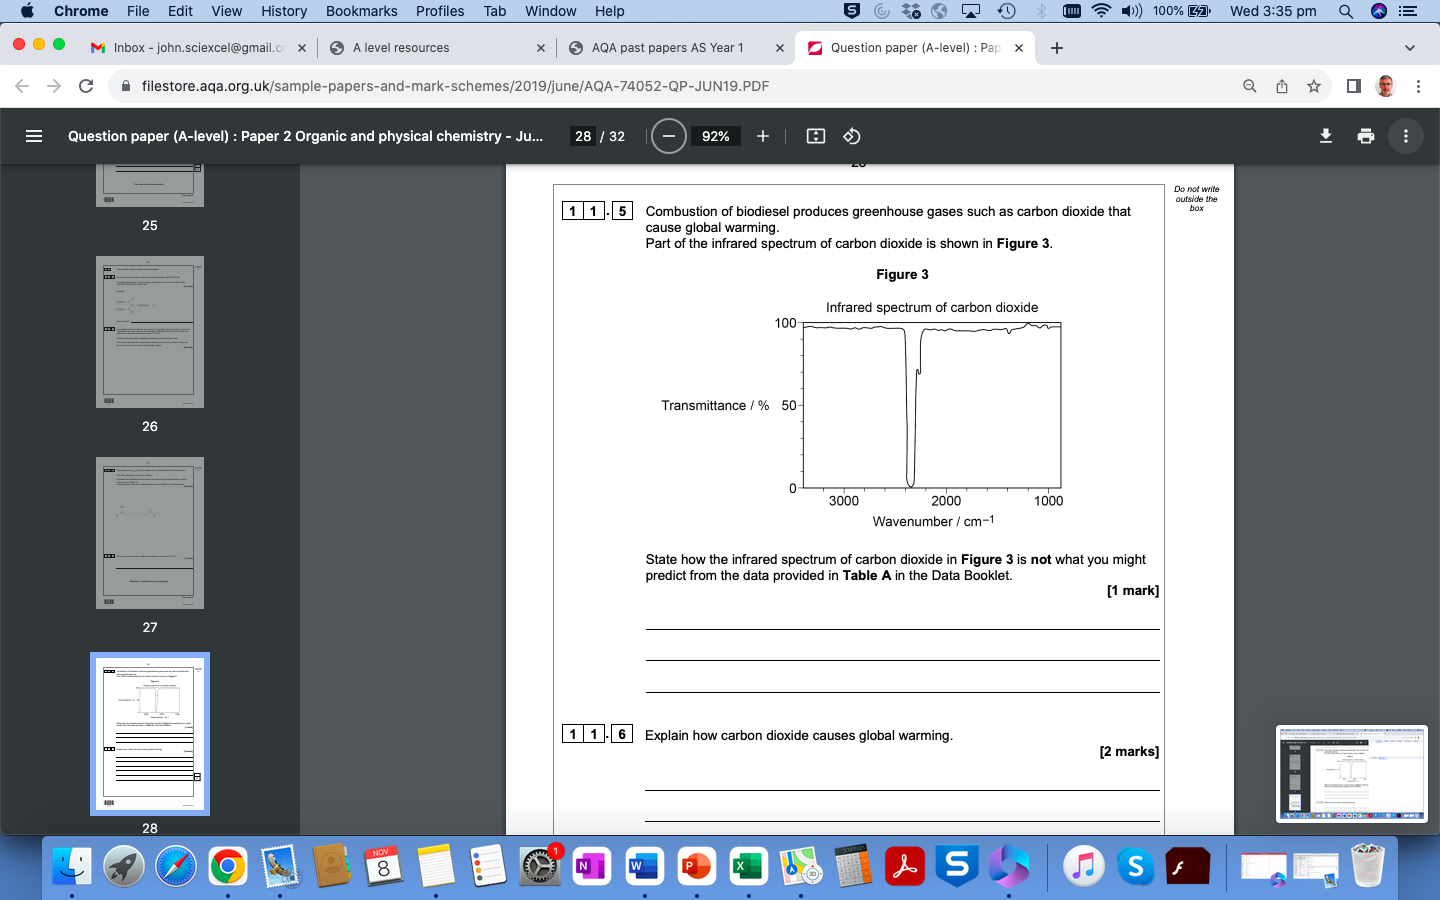 Chrome File Edit View History Bookmarks Profiles Tab Window Help
100% Wed 3:35 pm
Inbox - john.sciexcel@gmail.c
A level resources
AQA past papers AS Year 1
Question paper (A-level) : Pap
filestore.aqa.org.uk/sample-papers-and-mark-schemes/2019/june/AQA-74052-QP-JUN19.PDF
Question paper (A-level) : Paper 2 Organic and physical chemistry - Ju...
28 / 32
92%
25
26
27
28
Do not write
outside the
box
1 1 . 5 Combustion of biodiesel produces greenhouse gases such as carbon dioxide that
cause global warming.
Part of the infrared spectrum of carbon dioxide is shown in Figure 3.
Figure 3
Infrared spectrum of carbon dioxide
100
Transmittance / % 50
0
3000 2000 1000
Wavenumber / cm–1
State how the infrared spectrum of carbon dioxide in Figure 3 is not what you might
predict from the data provided in Table A in the Data Booklet.
[1 mark]
1 1 . 6 Explain how carbon dioxide causes global warming.
[2 marks]
NOV
8
1